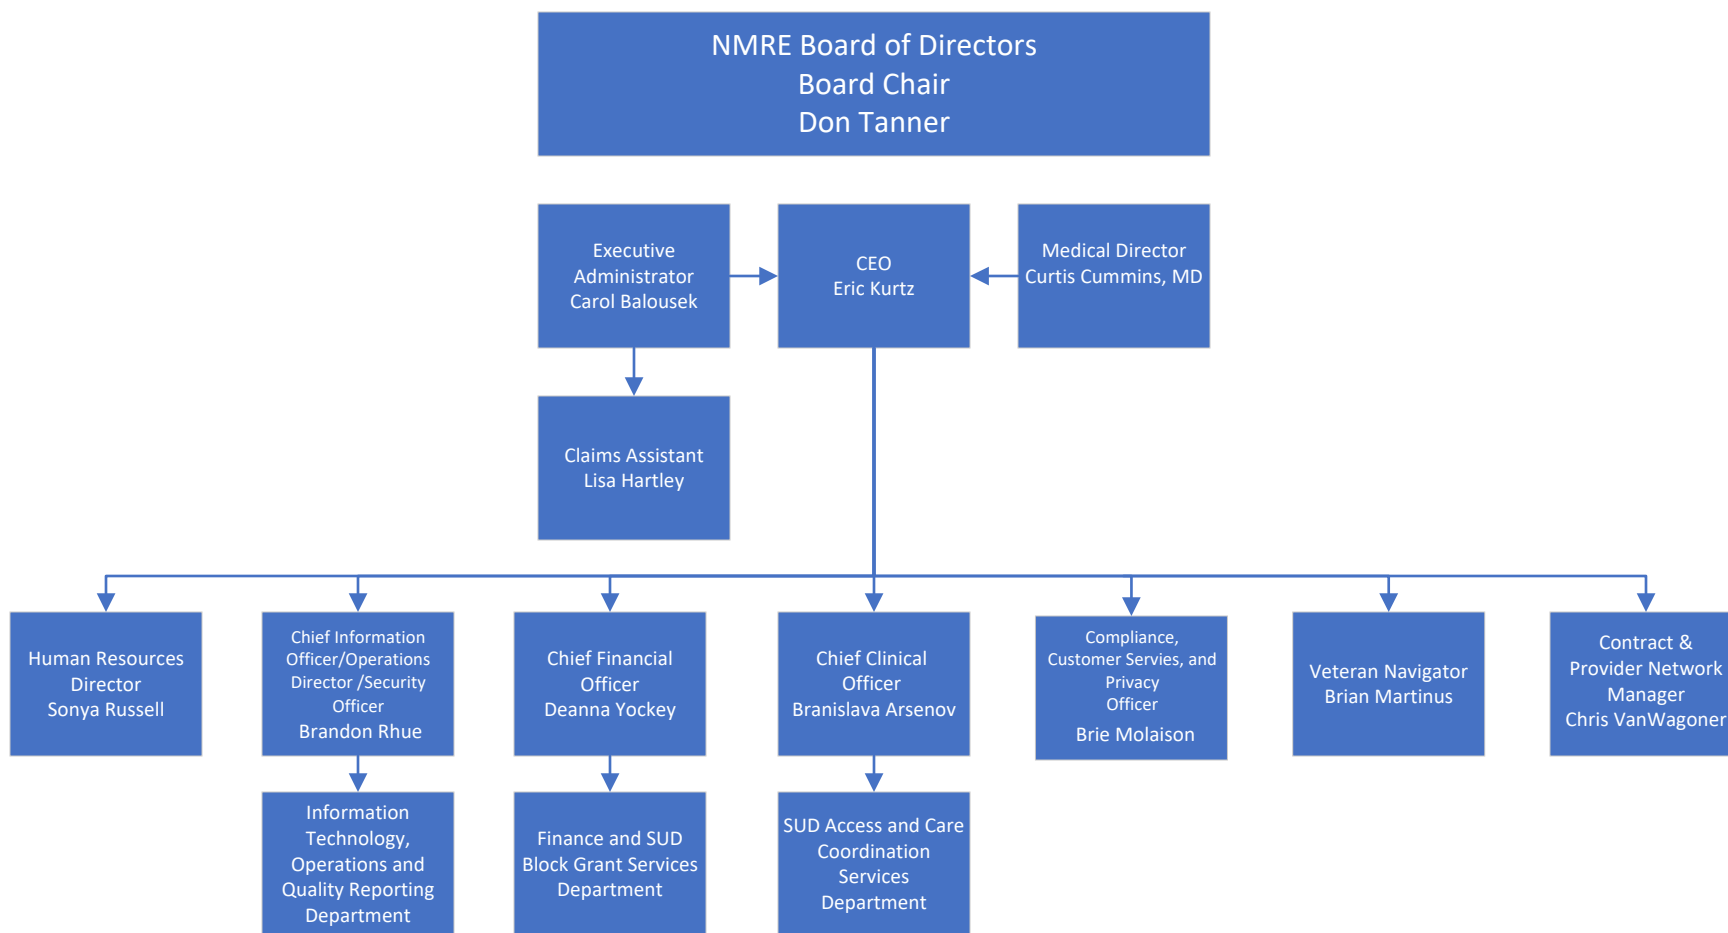 NMRE Board of Directors
Board Chair
Don Tanner
Executive
Administrator
Carol Balousek
CEO
Eric Kurtz
Medical Director
Curtis Cummins, MD
Claims Assistant
Lisa Hartley
Human Resources
Director
Sonya Russell
Chief Information
Officer/Operations
Director /Security
Officer
Brandon Rhue
Chief Financial
Officer
Deanna Yockey
Chief Clinical
Officer
Branislava Arsenov
Compliance,
Customer Servies, and
Privacy
Officer
Brie Molaison
Veteran Navigator
Brian Martinus
Contract &
Provider Network
Manager
Chris VanWagoner
Information
Technology,
Operations and
Quality Reporting
Department
Finance and SUD
Block Grant Services
Department
SUD Access and Care
Coordination
Services
Department